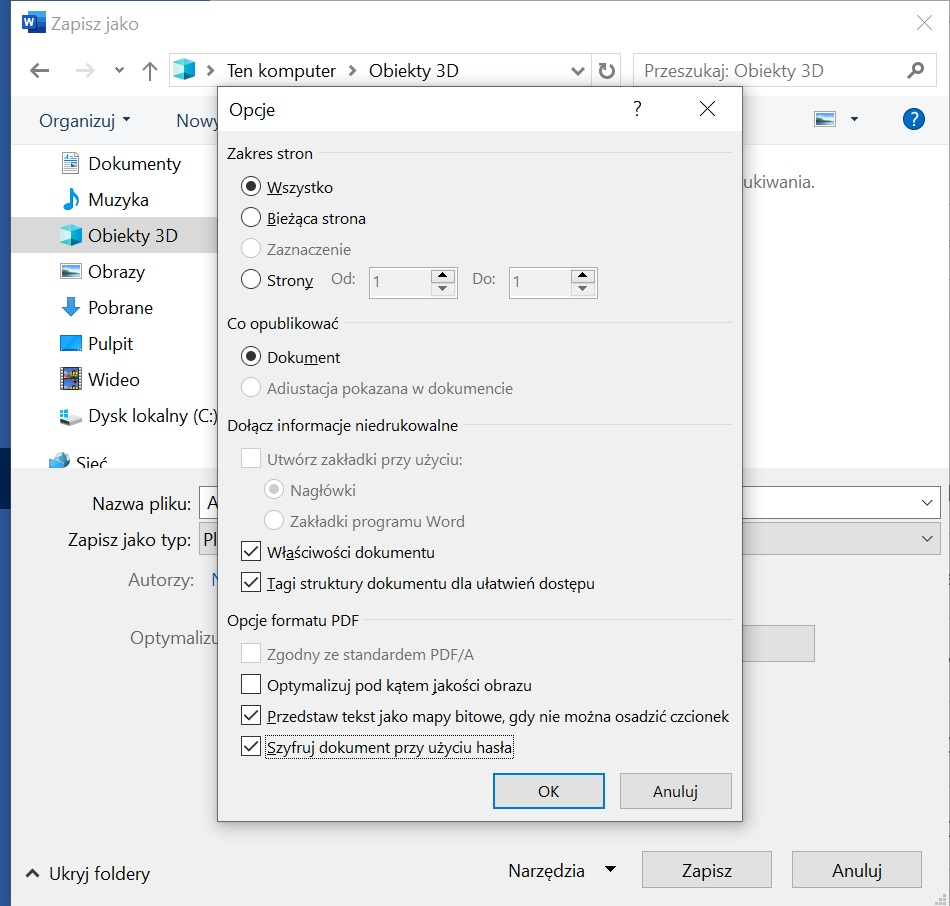 Zapisz jako
Ten komputer > Obiekty 3D
Przeszukaj: Obiekty 3D
Organizuj
Nowy
Opcje
?
Dokumenty
Muzyka
Obiekty 3D
Obrazy
Pobrane
Pulpit
Wideo
Dysk lokalny (C:)
Sieć
ukiwania.
Zakres stron
Wszystko
Bieżąca strona
Zaznaczenie
Strony Od: 1 Do: 1
Co opublikować
Dokument
Adiustacja pokazana w dokumencie
Dołącz informacje niedrukowalne
Utwórz zakładki przy użyciu:
Nagłówki
Zakładki programu Word
Właściwości dokumentu
Tagi struktury dokumentu dla ułatwień dostępu
Opcje formatu PDF
Zgodny ze standardem PDF/A
Optymalizuj pod kątem jakości obrazu
Przedstaw tekst jako mapy bitowe, gdy nie można osadzić czcionek
Szyfruj dokument przy użyciu hasła
OK
Anuluj
Nazwa pliku: A
Zapisz jako typ: Pl
Autorzy:
Optymalizu
Ukryj foldery
Narzędzia
Zapisz
Anuluj